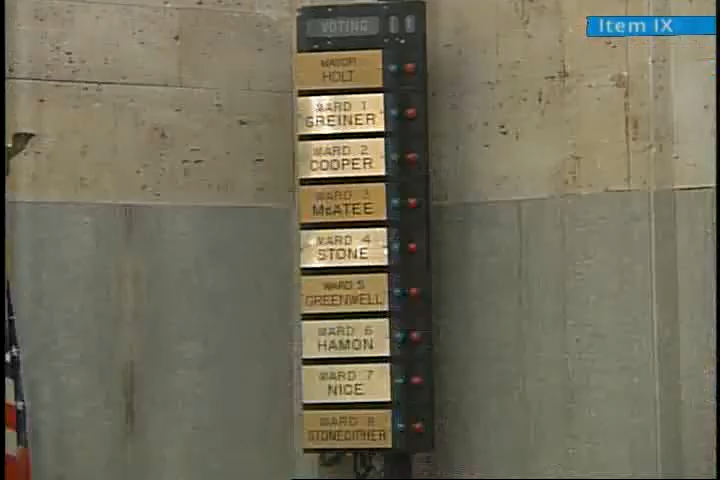 Item IX
VOTING
MAYOR
HOLT
WARD 1
GREINER
WARD 2
COOPER
WARD 3
McATEE
WARD 4
STONE
WARD 5
GREENWELL
WARD 6
HAMON
WARD 7
NICE
WARD 8
STONECIPHER